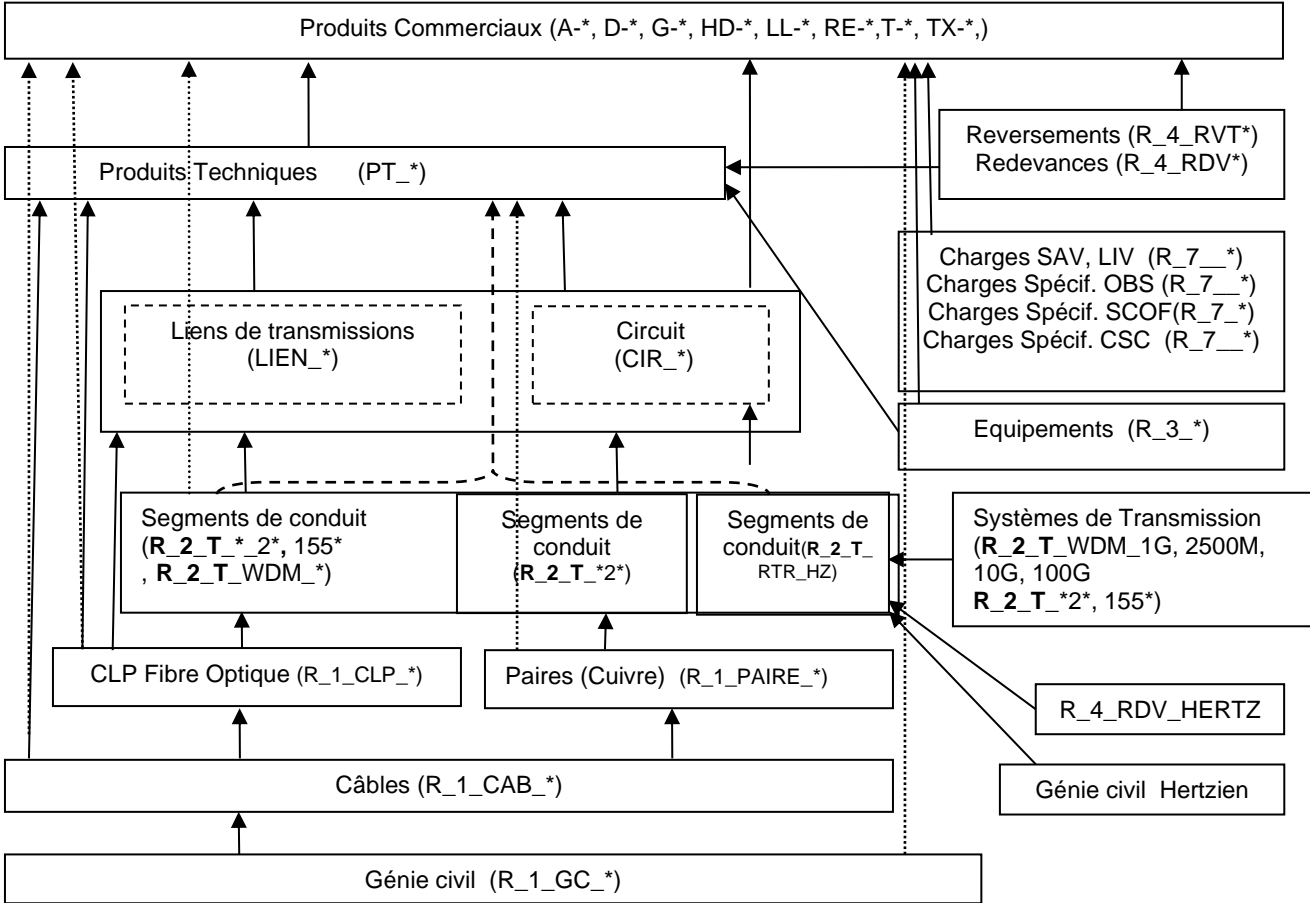 Produits Commerciaux (A-*, D-*, G-*, HD-*, LL-*, RE-*,T-*, TX-*,)
Reversements (R_4_RVT*)
Redevances (R_4_RDV*)
Produits Techniques (PT_*)
Charges SAV, LIV (R_7__*)
Charges Spécif. OBS (R_7__*)
Charges Spécif. SCOF(R_7_*)
Charges Spécif. CSC (R_7__*)
Liens de transmissions
(LIEN_*)
Circuit
(CIR_*)
Equipements (R_3_*)
Segments de conduit
(R_2_T_*_2*, 155*
, R_2_T_WDM_*)
Segments de
conduit
(R_2_T_*2*)
Segments de
conduit(R_2_T_
RTR_HZ)
Systèmes de Transmission
(R_2_T_WDM_1G, 2500M,
10G, 100G
R_2_T_*2*, 155*)
CLP Fibre Optique (R_1_CLP_*)
Paires (Cuivre) (R_1_PAIRE_*)
R_4_RDV_HERTZ
Câbles (R_1_CAB_*)
Génie civil Hertzien
Génie civil (R_1_GC_*)